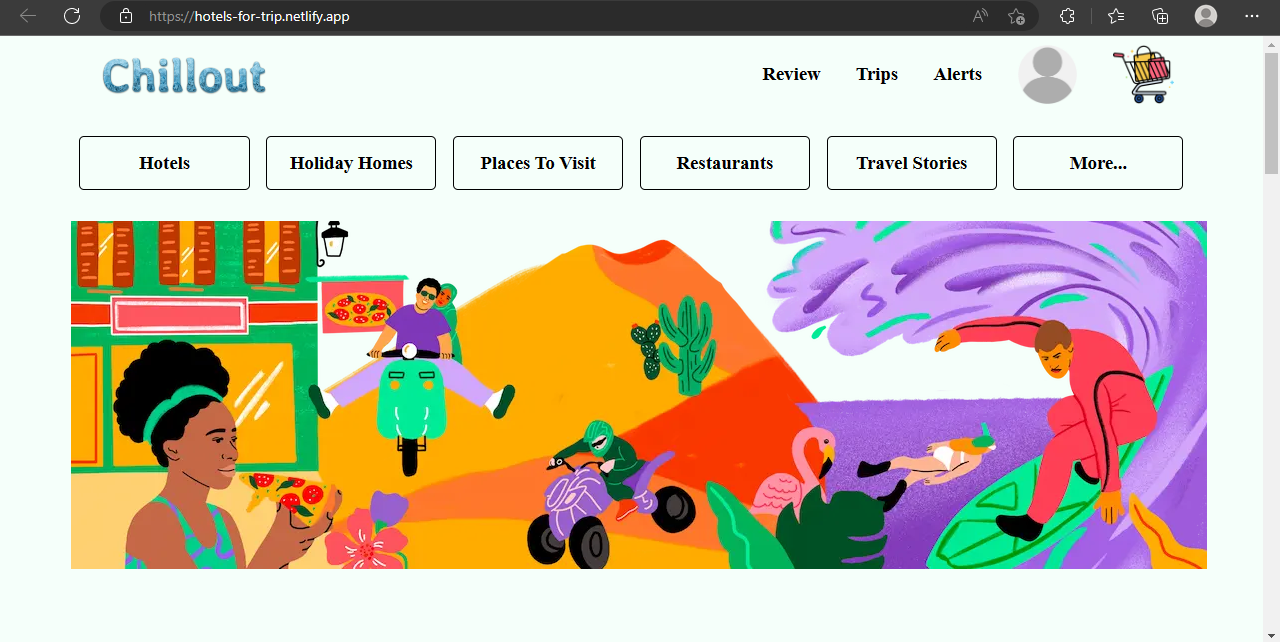 https://hotels-for-trip.netlify.app
Chillout
Review Trips Alerts
Hotels Holiday Homes Places To Visit Restaurants Travel Stories More...